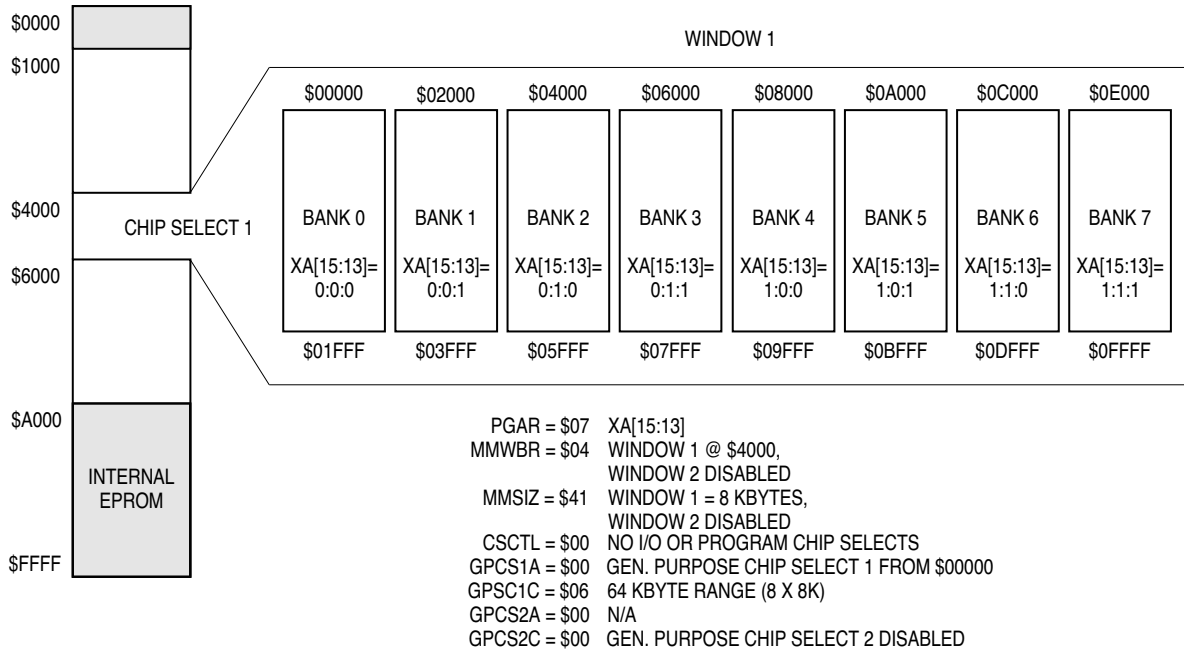 $0000
$1000
$4000
$6000
$A000
$FFFF
INTERNAL
EPROM
CHIP SELECT 1
WINDOW 1
$00000 $02000 $04000 $06000 $08000 $0A000 $0C000 $0E000
BANK 0 BANK 1 BANK 2 BANK 3 BANK 4 BANK 5 BANK 6 BANK 7
XA[15:13]= XA[15:13]= XA[15:13]= XA[15:13]= XA[15:13]= XA[15:13]= XA[15:13]= XA[15:13]=
0:0:0 0:0:1 0:1:0 0:1:1 1:0:0 1:0:1 1:1:0 1:1:1
$01FFF $03FFF $05FFF $07FFF $09FFF $0BFFF $0DFFF $0FFFF
PGAR = $07 XA[15:13]
MMWBR = $04 WINDOW 1 @ $4000,
WINDOW 2 DISABLED
MMSIZ = $41 WINDOW 1 = 8 KBYTES,
WINDOW 2 DISABLED
CSCTL = $00 NO I/O OR PROGRAM CHIP SELECTS
GPCS1A = $00 GEN. PURPOSE CHIP SELECT 1 FROM $00000
GPSC1C = $06 64 KBYTE RANGE (8 X 8K)
GPCS2A = $00 N/A
GPCS2C = $00 GEN. PURPOSE CHIP SELECT 2 DISABLED